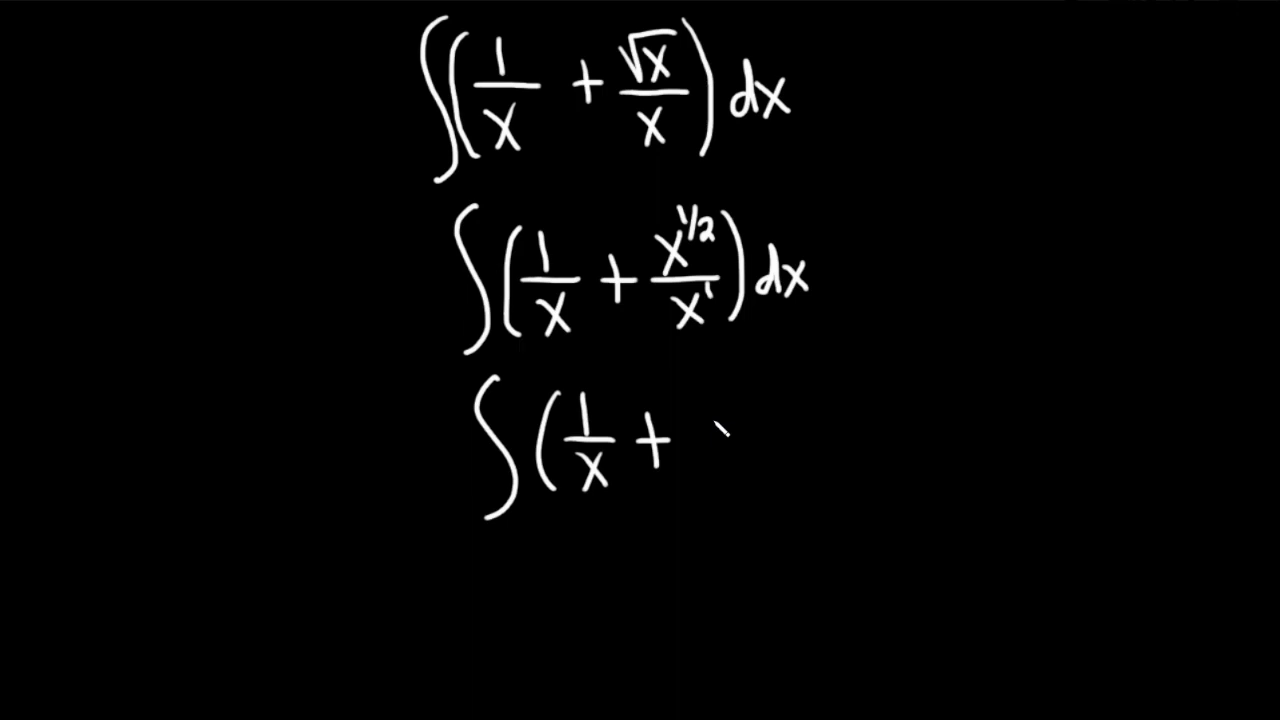 ∫(1/x + √x/x) dx
∫(1/x + x^1/2/x^1) dx
∫(1/x +